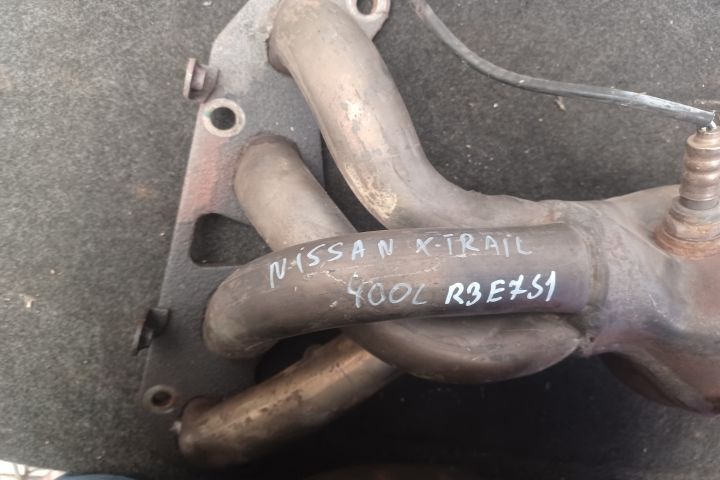 NISSAN X-TRAIL
400L R3E7S1